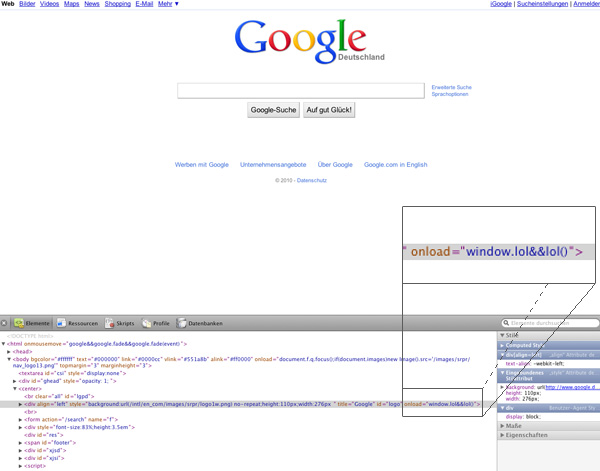 Web Bilder Videos Maps News Shopping E-Mail Mehr ▼
iGoogle | Sucheinstellungen | Anmelden
Google
Deutschland
Erweiterte Suche
Sprachoptionen
Google-Suche Auf gut Glück!
Werben mit Google Unternehmensangebote Über Google Google.com in English
© 2010 - Datenschutz
" onload="window.lol&&lol()">
Elemente Ressourcen Skripts Profile Datenbanken
Elemente durchsuchen
<!DOCTYPE html>
<html onmousemove="google&&google.fade&&google.fade(event)">
<head>
<body bgcolor="#ffffff" text="#000000" link="#0000cc" vlink="#551a8b" alink="#ff0000" onload="document.f.q.focus();if(document.images)new Image().src='/images/srpr/
nav_logo13.png'" topmargin="3" marginheight="3">
<textarea id="csi" style="display:none">
<div id="ghead" style="opacity: 1; ">
<center>
<br clear="all" id="lgpd">
<div align="left" style="background:url(/intl/en_com/images/srpr/logo1w.png) no-repeat;height:110px;width:276px " title="Google" id="logo" onload="window.lol&&lol()">
<br>
<form action="/search" name="f">
<div style="font-size:83%;height:3.5em">
<div id="res">
<span id="footer">
<div id="xjsd">
<div id="xjsi">
<script>
Stile
Computed Style
div[align=left] „align" Attribute de…
text-align: -webkit-left;
Eingebundenes
Stilattribut „style" Attribute de…
background: url(http://www.google.d…
height: 110px;
width: 276px;
div Benutzer-Agent Sty
display: block;
Maße
Eigenschaften